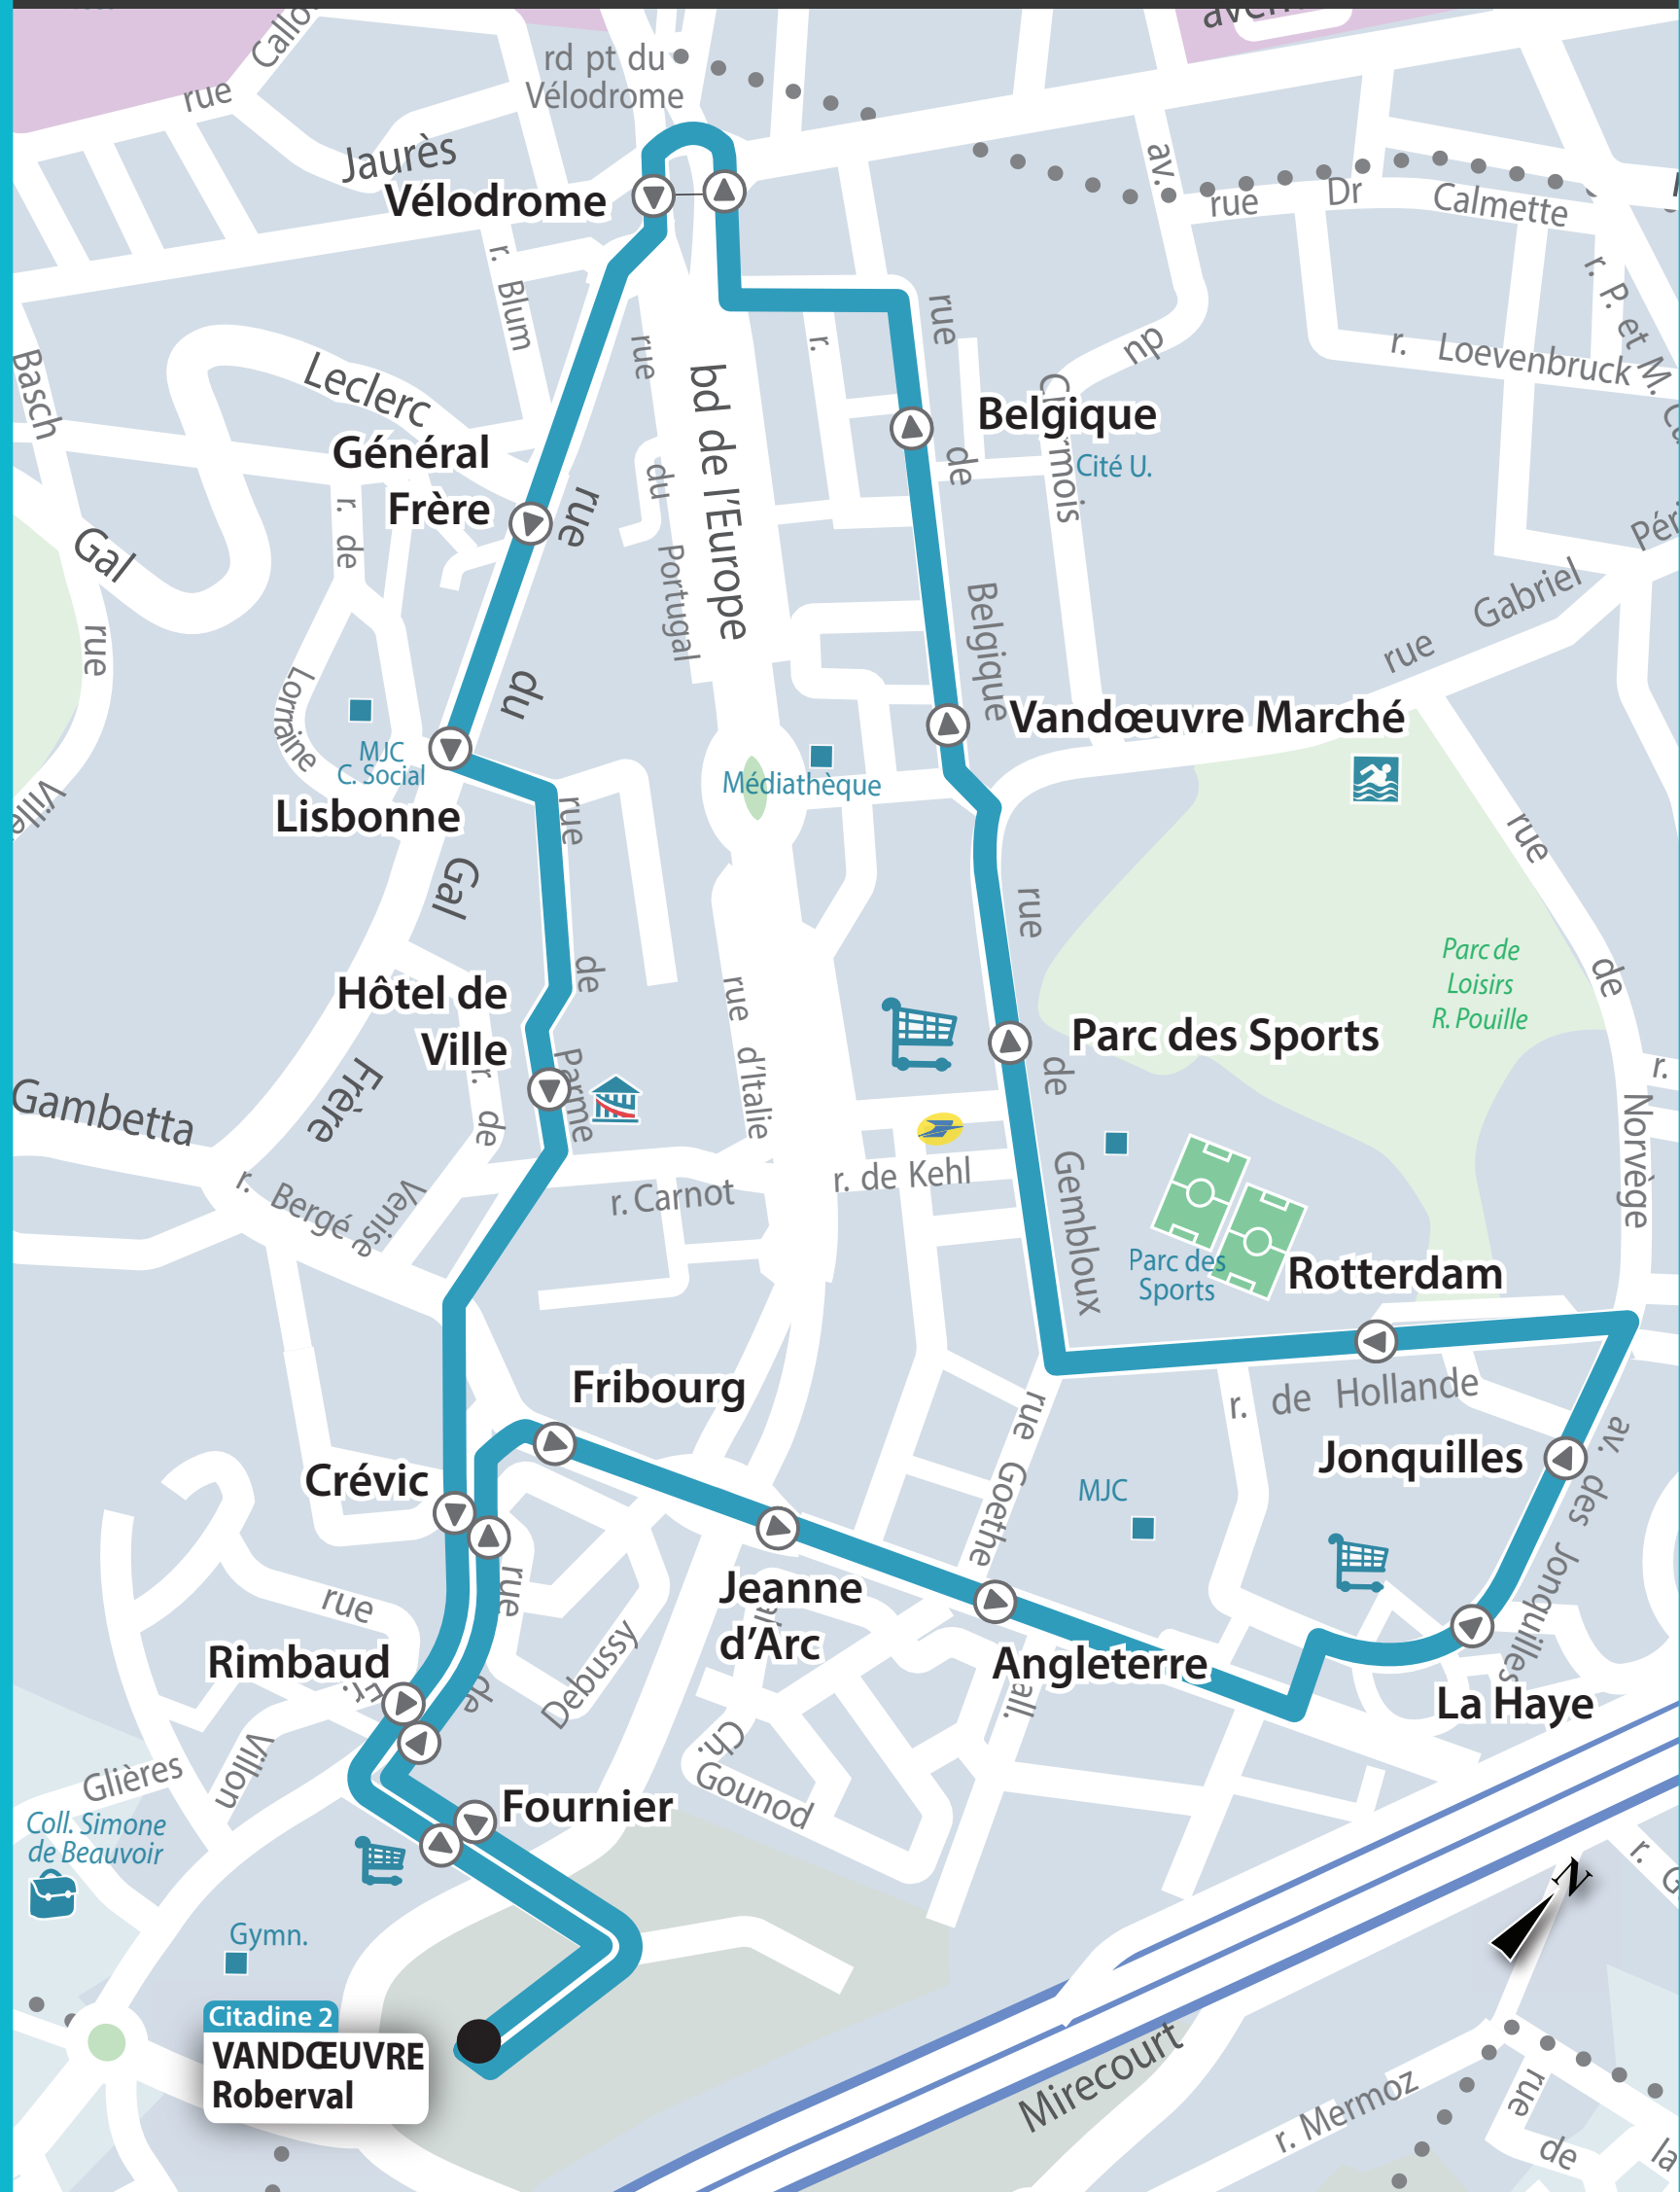 rue Callo
rd pt du
Vélodrome
Jaurès
Vélodrome
av.
rue Dr Calmette
r. Blum
rue
r.
rue
du
r. P. et M.
r. Loevenbruck
Basch
Leclerc
bd de l'Europe
Belgique
Cité U.
Chamois
Général
Frère
rue
de
du
Portugal
r. de
Gal
rue
Belgique
Gabriel
rue
Lorraine
du
MJC
C. Social
Lisbonne
Vandœuvre Marché
Médiathèque
Ville
rue
rue
Gal
rue
Parc de
Loisirs
R. Pouille
de
Hôtel de
Ville
de
rue d'Italie
Parc des Sports
de
r.
Gambetta
Frère
r. de
Parme
Norvège
r. Bergé
Venise
r. Carnot
r. de Kehl
Gembloux
Parc des
Sports
Rotterdam
Fribourg
r. de Hollande
rue Goethe
av. des Jonquilles
Jonquilles
Crévic
MJC
rue
rue
Jeanne
d'Arc
Debussy
Rimbaud
de
Angleterre
all.
La Haye
Ch.
Gounod
Villon
Glières
Fournier
Coll. Simone
de Beauvoir
Gymn.
N
r. G
Citadine 2
VANDŒUVRE
Roberval
Mirecourt
r. Mermoz
rue
de
la